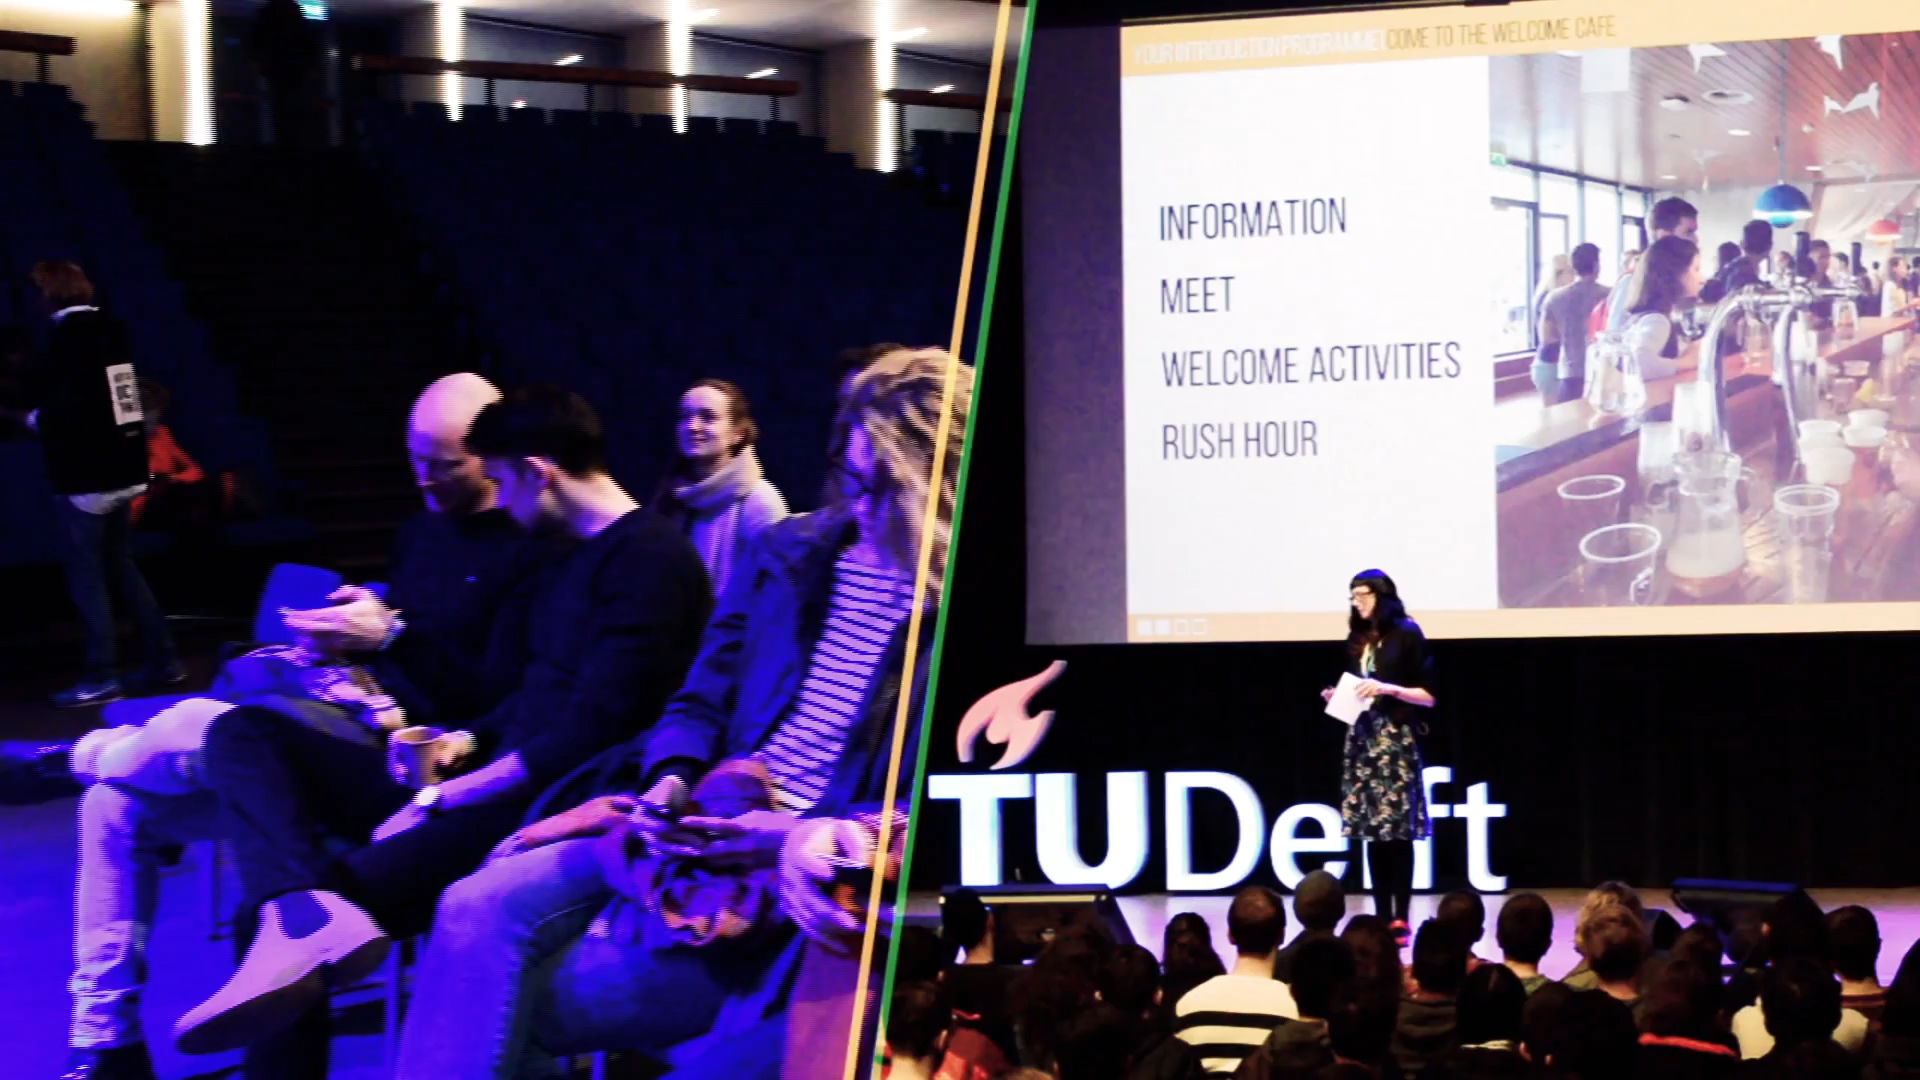 YOUR INTRODUCTION PROGRAMME | COME TO THE WELCOME CAFE
INFORMATION
MEET
WELCOME ACTIVITIES
RUSH HOUR
TUDelft